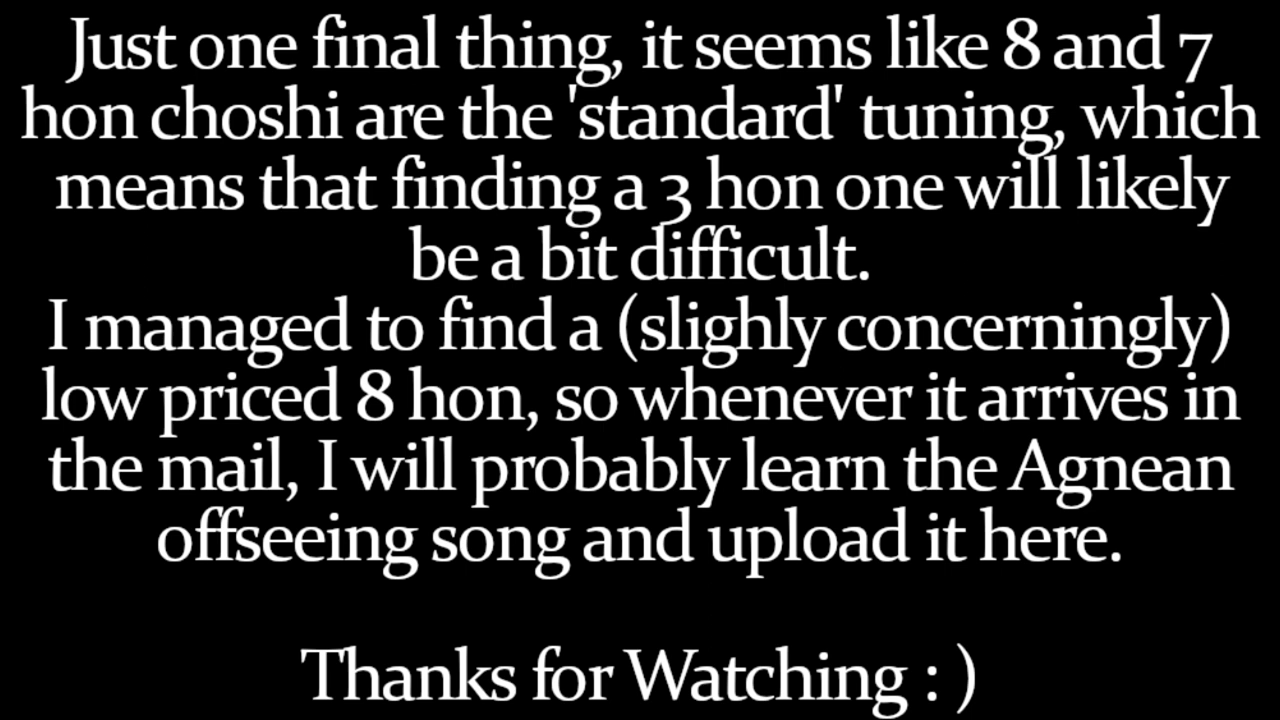 Just one final thing, it seems like 8 and 7
hon choshi are the 'standard' tuning, which
means that finding a 3 hon one will likely
be a bit difficult.
I managed to find a (slighly concerningly)
low priced 8 hon, so whenever it arrives in
the mail, I will probably learn the Agnean
offseeing song and upload it here.
Thanks for Watching : )